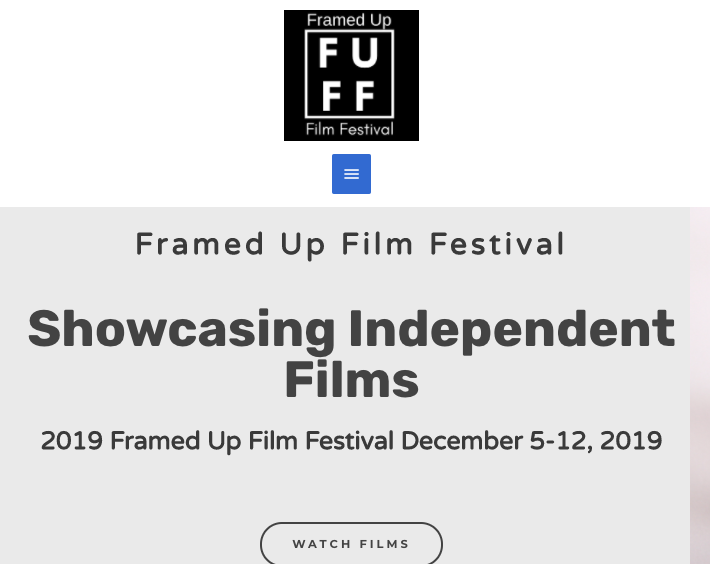 Framed Up
F U
F F
Film Festival
Framed Up Film Festival
Showcasing Independent
Films
2019 Framed Up Film Festival December 5-12, 2019
WATCH FILMS